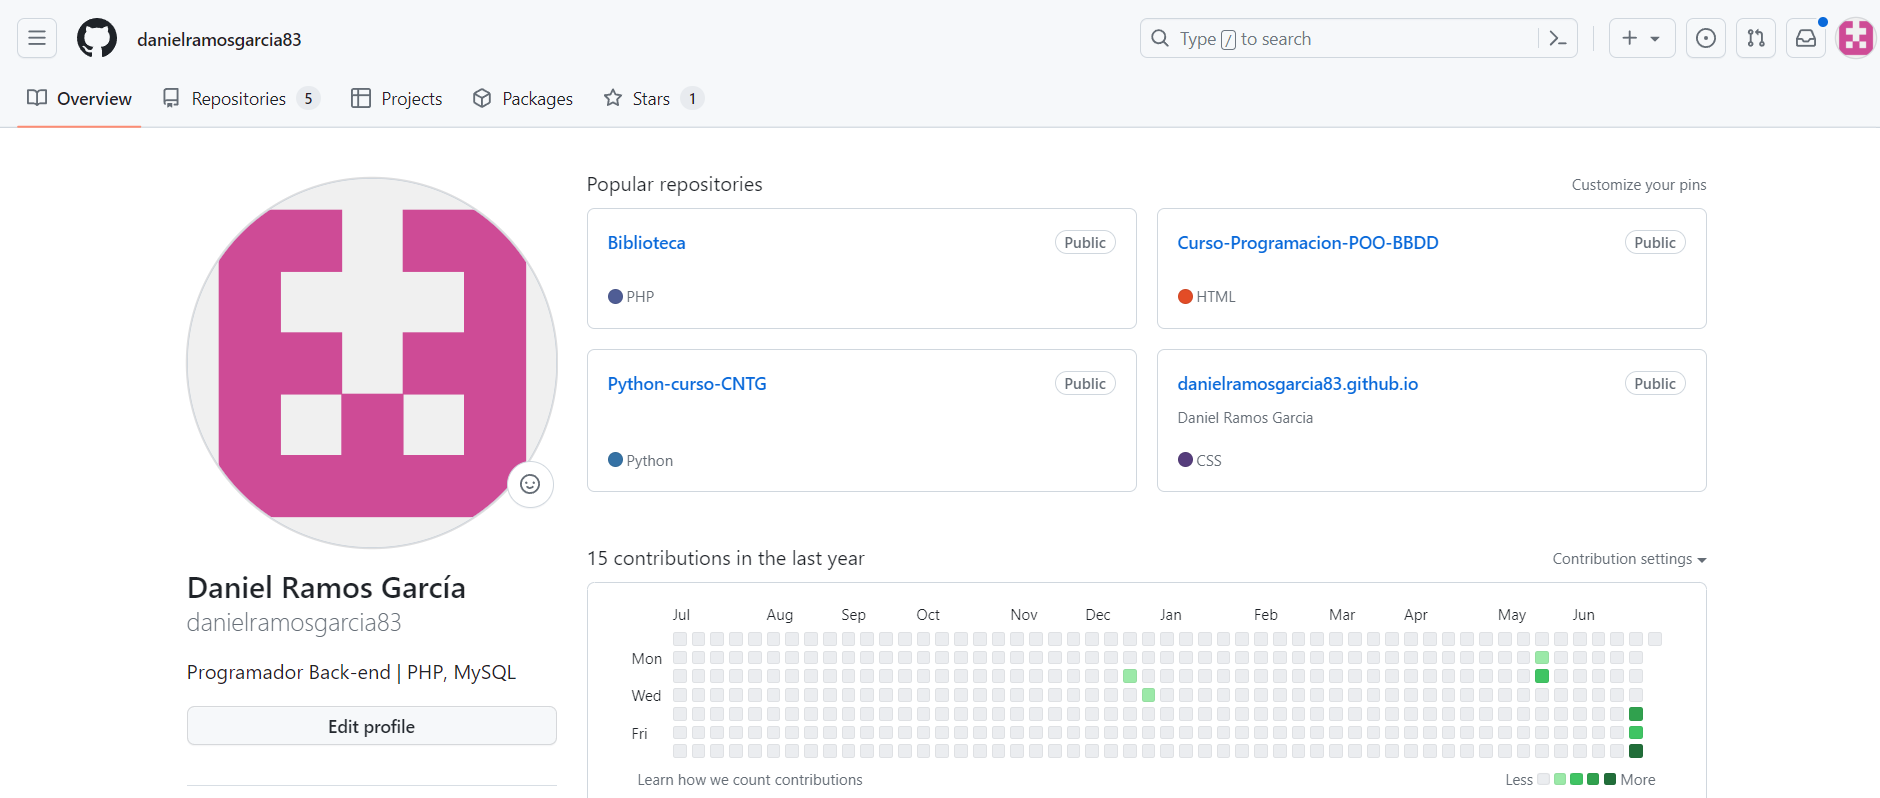 danielramosgarcia83
Type / to search
Overview
Repositories 5
Projects
Packages
Stars 1
Popular repositories
Customize your pins
Biblioteca
Public
PHP
Curso-Programacion-POO-BBDD
Public
HTML
Python-curso-CNTG
Public
Python
danielramosgarcia83.github.io
Public
Daniel Ramos Garcia
CSS
Daniel Ramos García
danielramosgarcia83
Programador Back-end | PHP, MySQL
Edit profile
15 contributions in the last year
Contribution settings
Jul Aug Sep Oct Nov Dec Jan Feb Mar Apr May Jun
Mon
Wed
Fri
Learn how we count contributions
Less More